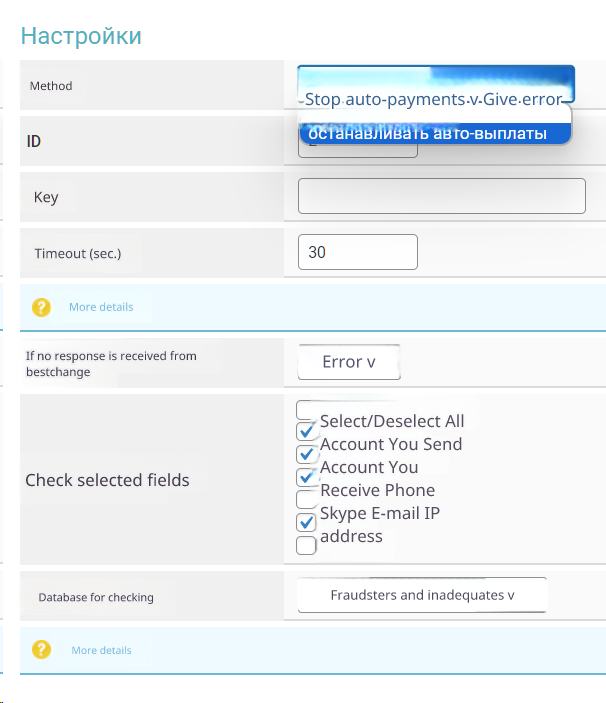 Настройки
Method
Stop auto-payments v Give error
останавливать авто-выплаты
ID
Key
Timeout (sec.)
30
More details
If no response is received from
bestchange
Error v
Select/Deselect All
Account You Send
Account You
Receive Phone
Skype E-mail IP
address
Check selected fields
Database for checking
Fraudsters and inadequates v
More details